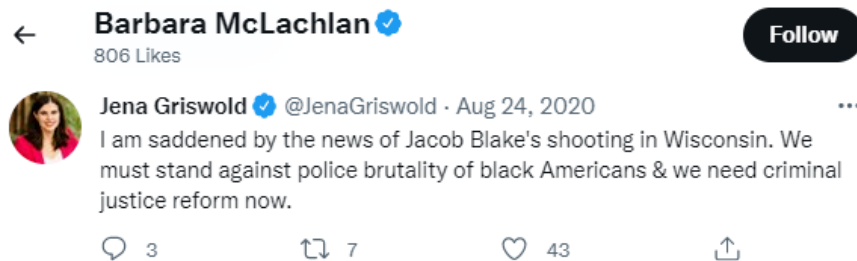 Barbara McLachlan
806 Likes
Follow
Jena Griswold @JenaGriswold · Aug 24, 2020
I am saddened by the news of Jacob Blake's shooting in Wisconsin. We
must stand against police brutality of black Americans & we need criminal
justice reform now.
3 7 43